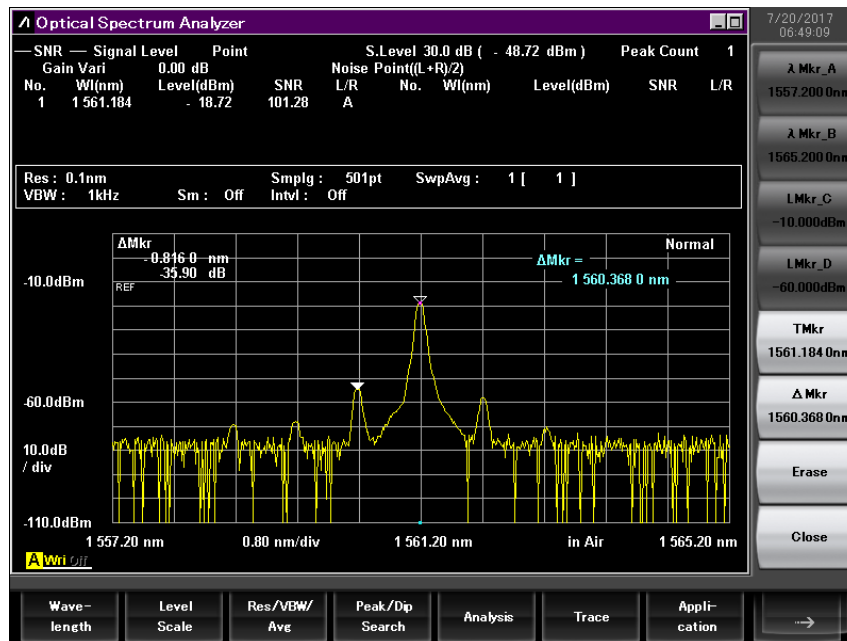 Optical Spectrum Analyzer
7/20/2017
06:49:09
SNR Signal Level Point S.Level 30.0 dB ( - 48.72 dBm ) Peak Count 1
Gain Vari 0.00 dB Noise Point((L+R)/2)
No. Wl(nm) Level(dBm) SNR L/R No. Wl(nm) Level(dBm) SNR L/R
1 1 561.184 - 18.72 101.28 A
Res : 0.1nm Smplg : 501pt SwpAvg : 1 [ 1 ]
VBW : 1kHz Sm : Off Intvl : Off
ΔMkr Normal
-0.816 0 nm ΔMkr =
-35.90 dB 1 560.368 0 nm
-10.0dBm
REF
-60.0dBm
10.0dB
/ div
-110.0dBm
1 557.20 nm 0.80 nm/div 1 561.20 nm in Air 1 565.20 nm
A Wri Off
λ Mkr_A
1557.200 0nm
λ Mkr_B
1565.200 0nm
LMkr_C
-10.000dBm
LMkr_D
-60.000dBm
TMkr
1561.184 0nm
Δ Mkr
1560.368 0nm
Erase
Close
Wave-
length
Level
Scale
Res/VBW/
Avg
Peak/Dip
Search
Analysis
Trace
Appli-
cation
→